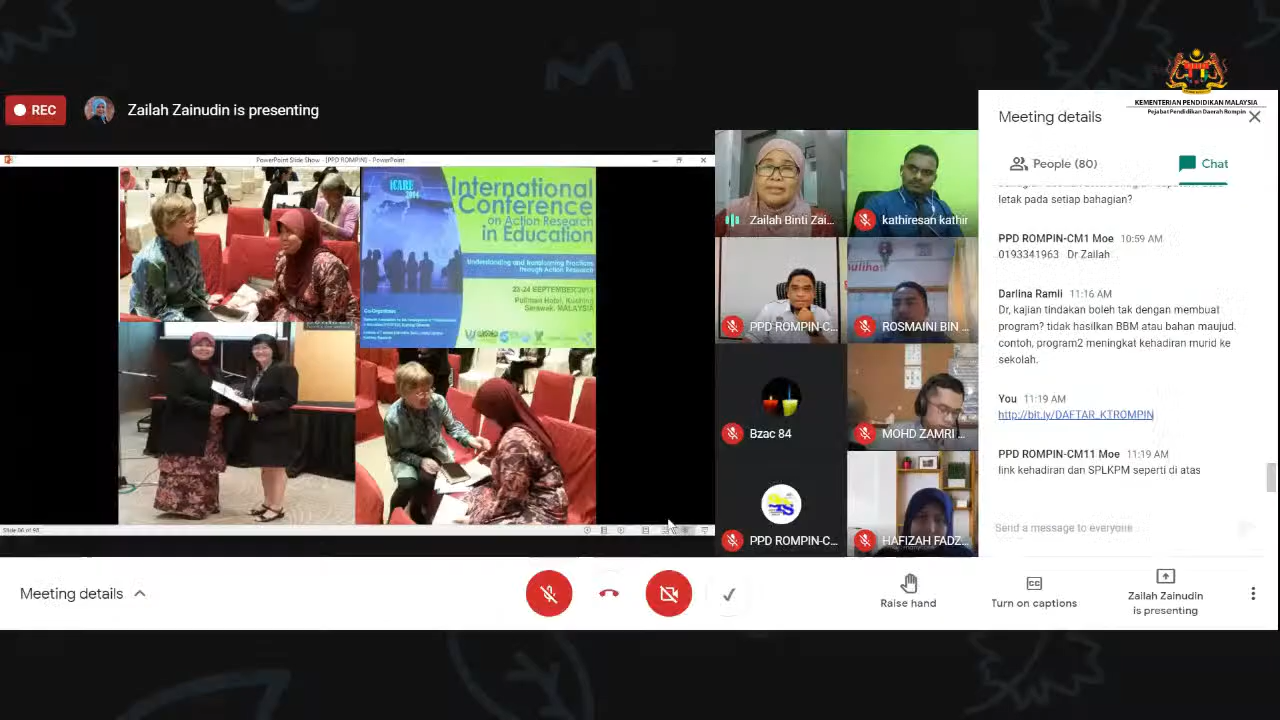 KEMENTERIAN PENDIDIKAN MALAYSIA
Pejabat Pendidikan Daerah Rompin
REC
Zailah Zainudin is presenting
PowerPoint Slide Show - [PPD ROMPIN] - PowerPoint
iCARE
2014
International
Conference
on Action Research
in Education
Understanding and Transforming Practices
through Action Research
23-24 SEPTEMBER 2014
Pullman Hotel, Kuching
Sarawak, MALAYSIA
Co-Organisers
Slide 86 of 98
Zailah Binti Zai...
kathiresan kathir
PPD ROMPIN-C...
ROSMAINI BIN ...
Bzac 84
MOHD ZAMRI ...
PPD ROMPIN-C...
HAFIZAH FADZ...
Meeting details
People (80)
Chat
letak pada setiap bahagian?
PPD ROMPIN-CM1 Moe 10:59 AM
0193341963 Dr Zailah
Darlina Ramli 11:16 AM
Dr, kajian tindakan boleh tak dengan membuat
program? tidak hasilkan BBM atau bahan maujud.
contoh, program2 meningkat kehadiran murid ke
sekolah.
You 11:19 AM
http://bit.ly/DAFTAR_KTROMPIN
PPD ROMPIN-CM11 Moe 11:19 AM
link kehadiran dan SPLKPM seperti di atas
Send a message to everyone
Meeting details
Raise hand
Turn on captions
Zailah Zainudin
is presenting